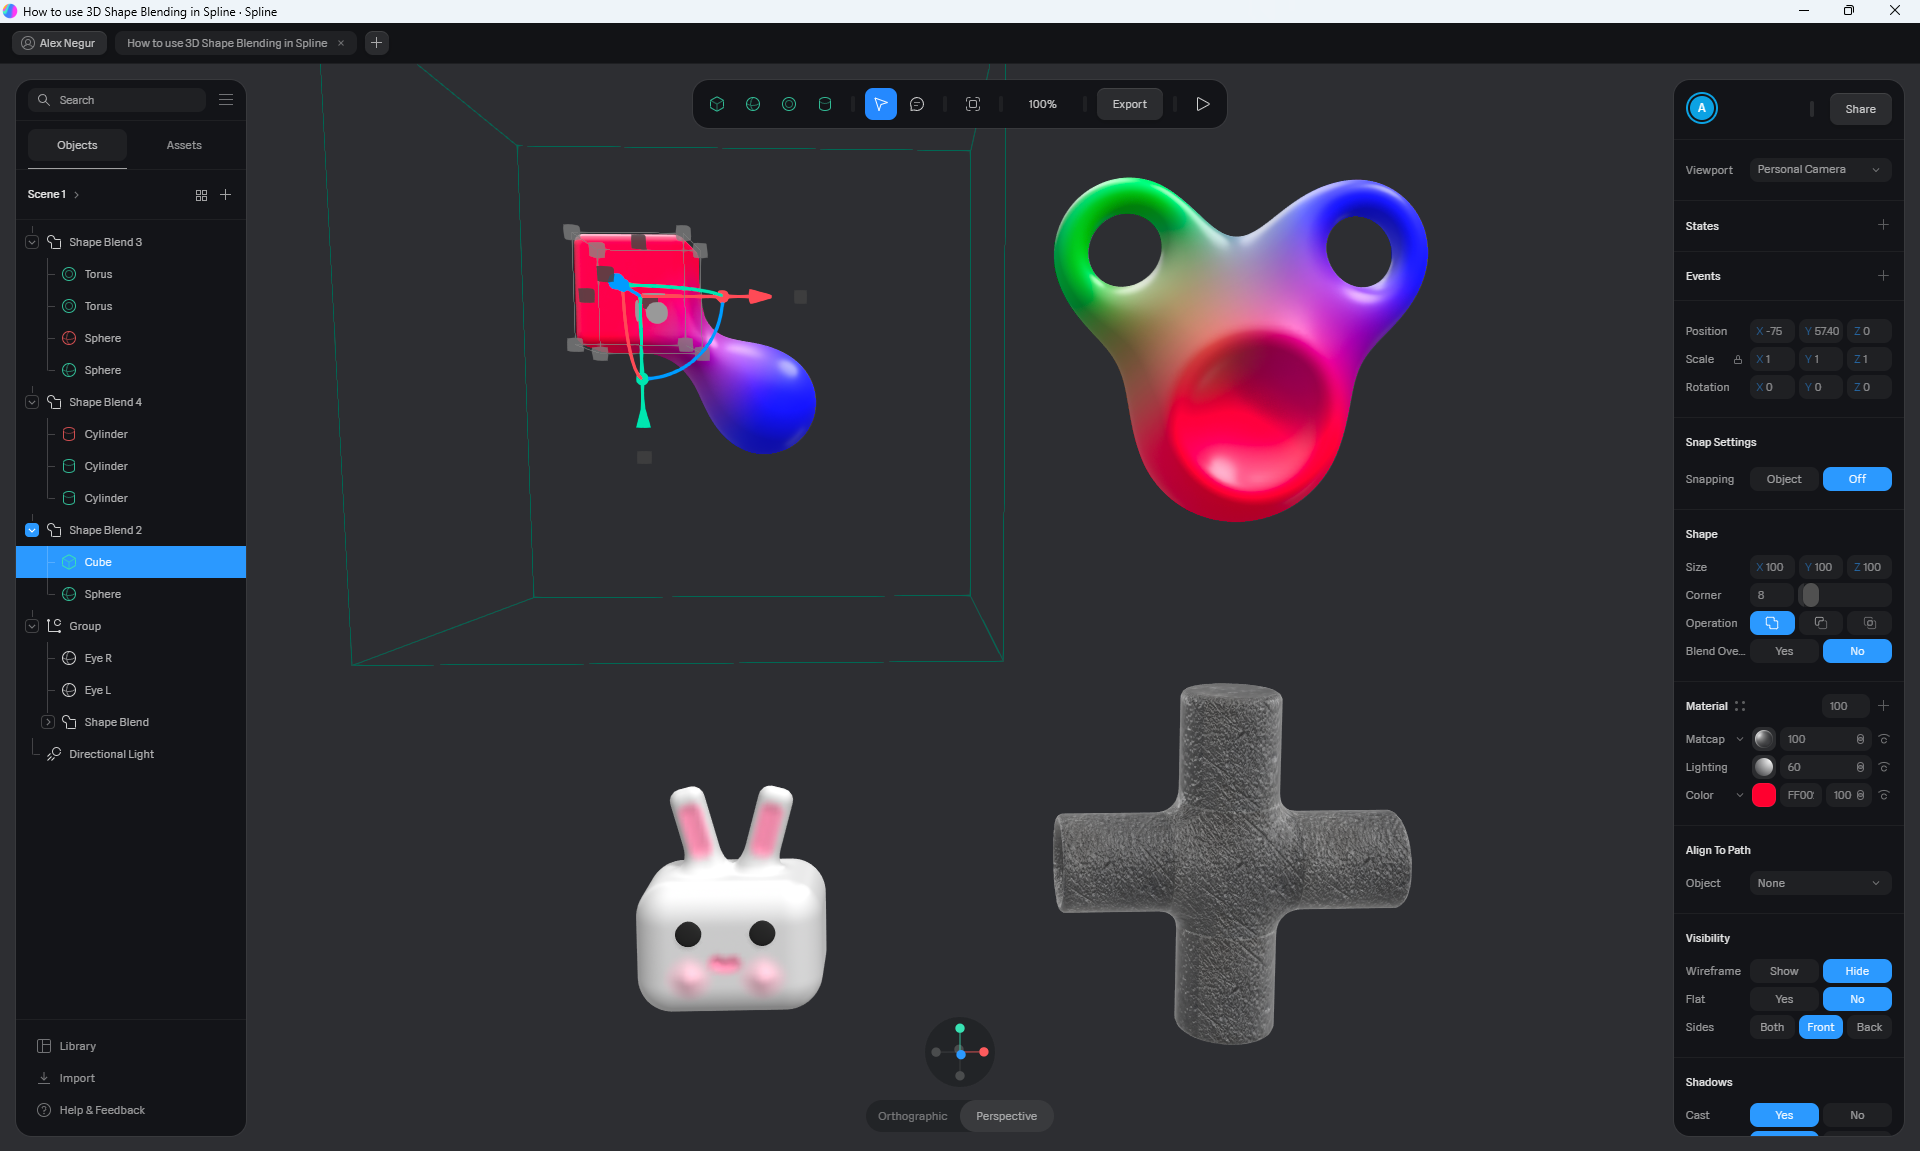 How to use 3D Shape Blending in Spline · Spline
Alex Negur
How to use 3D Shape Blending in Spline
Search
Objects
Assets
Scene 1
Shape Blend 3
Torus
Torus
Sphere
Sphere
Shape Blend 4
Cylinder
Cylinder
Cylinder
Shape Blend 2
Cube
Sphere
Group
Eye R
Eye L
Shape Blend
Directional Light
Library
Import
Help & Feedback
100%
Export
Orthographic
Perspective
A
Share
Viewport Personal Camera
States
Events
Position X -75 Y 57.40 Z 0
Scale X 1 Y 1 Z 1
Rotation X 0 Y 0 Z 0
Snap Settings
Snapping Object Off
Shape
Size X 100 Y 100 Z 100
Corner 8
Operation
Blend Ove... Yes No
Material 100
Matcap 100
Lighting 60
Color FF00 100
Align To Path
Object None
Visibility
Wireframe Show Hide
Flat Yes No
Sides Both Front Back
Shadows
Cast Yes No